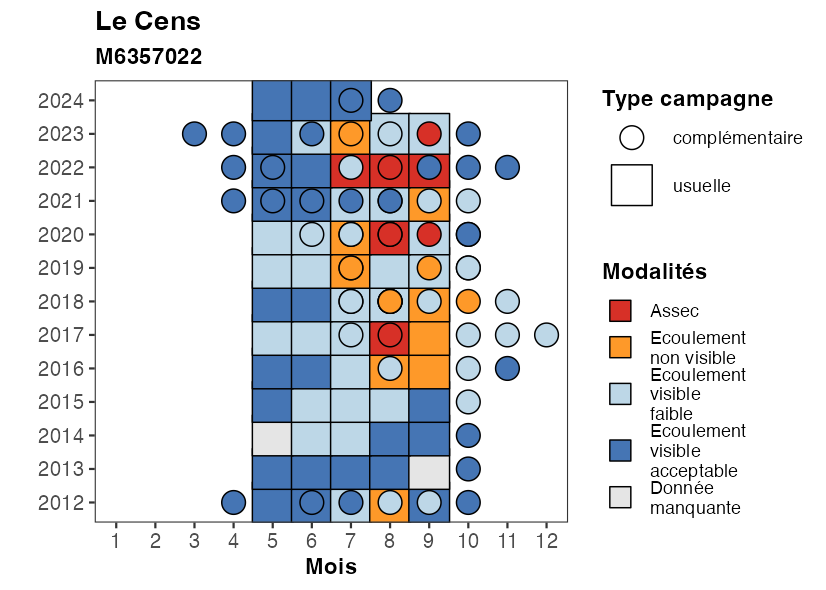 Le Cens
M6357022
2024
2023
2022
2021
2020
2019
2018
2017
2016
2015
2014
2013
2012
1 2 3 4 5 6 7 8 9 10 11 12
Mois
Type campagne
complémentaire
usuelle
Modalités
Assec
Ecoulement
non visible
Ecoulement
visible
faible
Ecoulement
visible
acceptable
Donnée
manquante